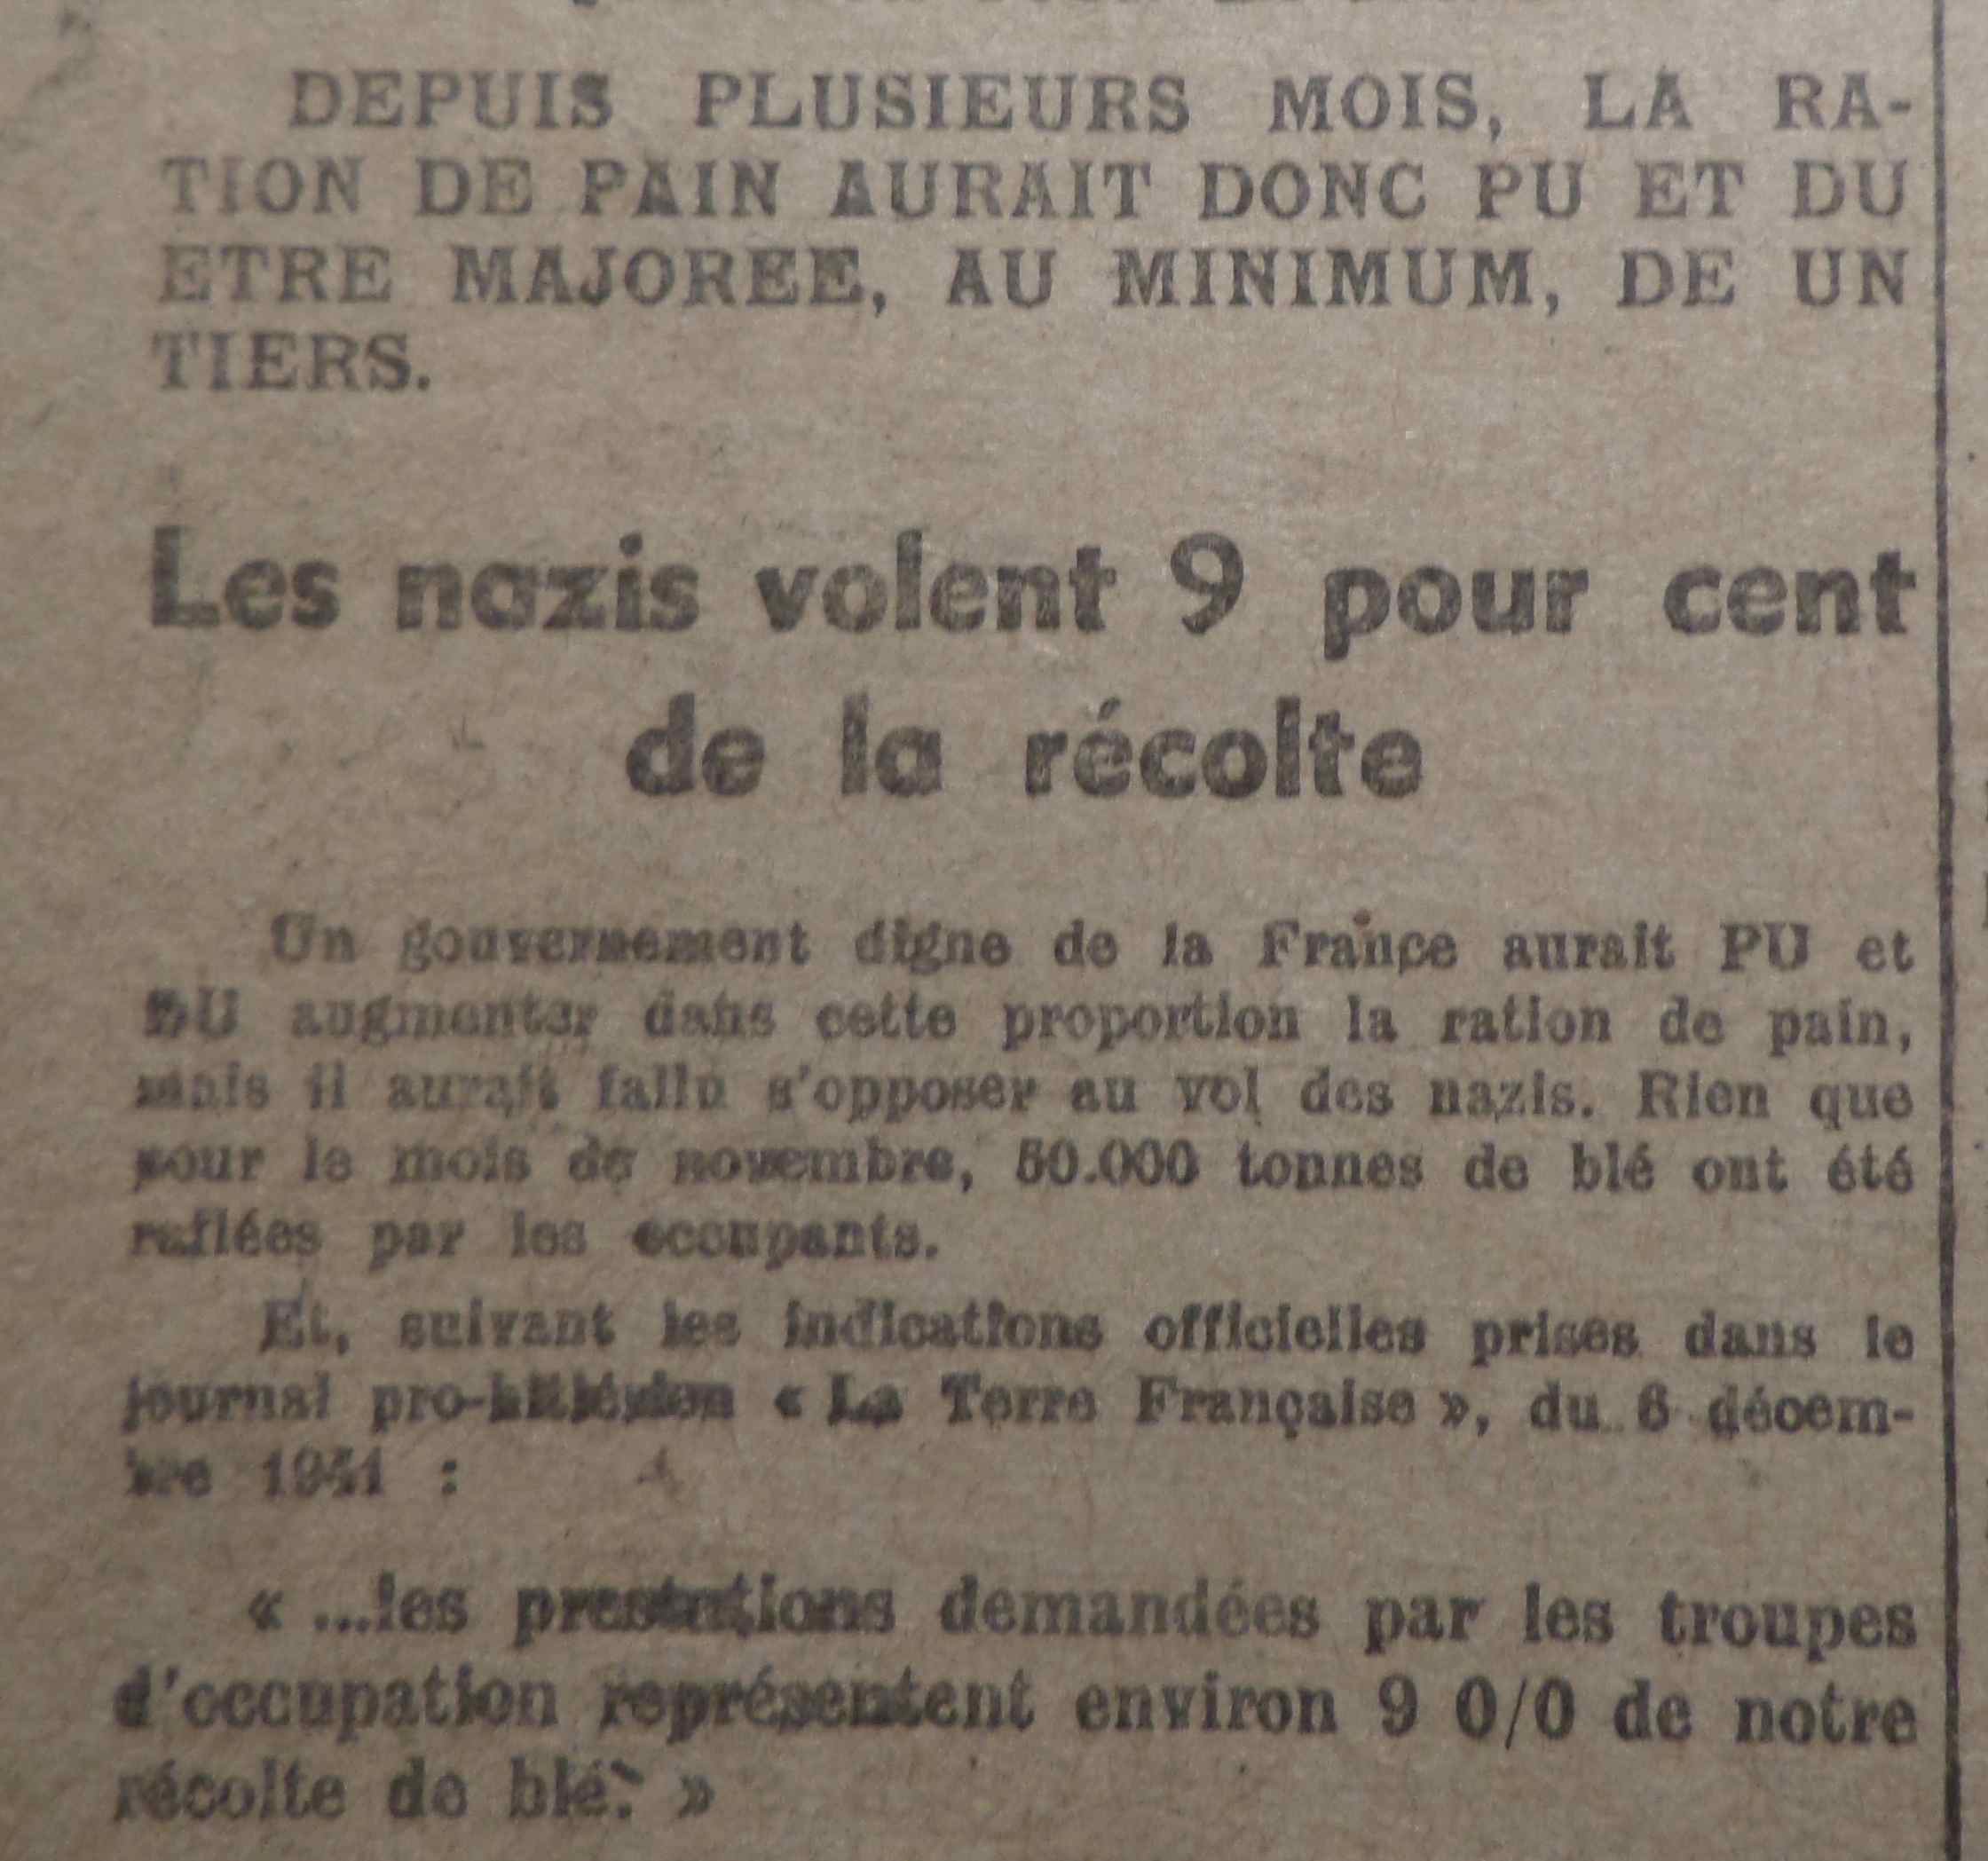 DEPUIS PLUSIEURS MOIS, LA RA-
TION DE PAIN AURAIT DONC PU ET DU
ETRE MAJOREE, AU MINIMUM, DE UN
TIERS.
Les nazis volent 9 pour cent
de la récolte
Un gouvernement digne de la France aurait PU et
DU augmenter dans cette proportion la ration de pain,
mais il aurait fallu s'opposer au vol des nazis. Rien que
pour le mois de novembre, 50.000 tonnes de blé ont été
raflées par les occupants.
Et, suivant les indications officielles prises dans le
journal pro-hitlérien « La Terre Française », du 6 décem-
bre 1941 :
« ...les prestations demandées par les troupes
d'occupation représentent environ 9 0/0 de notre
récolte de blé. »